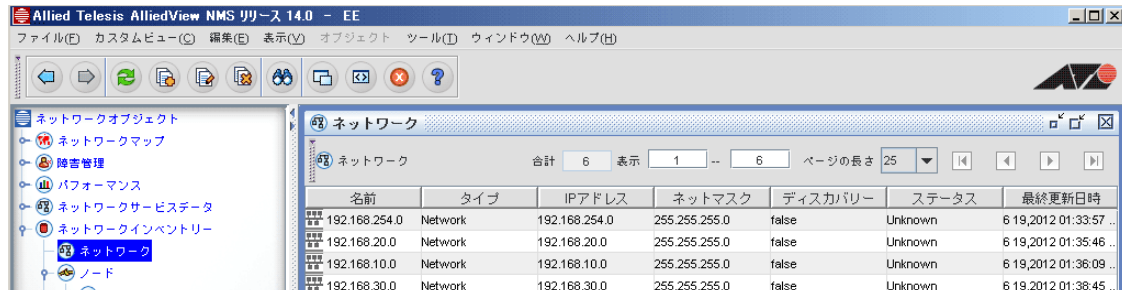 Allied Telesis AlliedView NMS リリース 14.0 - EE
ファイル(F) カスタムビュー(C) 編集(E) 表示(V) オブジェクト ツール(T) ウィンドウ(W) ヘルプ(H)
ネットワークオブジェクト
ネットワークマップ
障害管理
パフォーマンス
ネットワークサービスデータ
ネットワークインベントリー
ネットワーク
ノード
ネットワーク
ネットワーク 合計 6 表示 1 -- 6 ページの長さ 25
名前 タイプ IPアドレス ネットマスク ディスカバリー ステータス 最終更新日時
192.168.254.0 Network 192.168.254.0 255.255.255.0 false Unknown 6 19,2012 01:33:57 ..
192.168.20.0 Network 192.168.20.0 255.255.255.0 false Unknown 6 19,2012 01:35:46 ..
192.168.10.0 Network 192.168.10.0 255.255.255.0 false Unknown 6 19,2012 01:36:09 ..
192.168.30.0 Network 192.168.30.0 255.255.255.0 false Unknown 6 19,2012 01:38:45 ..